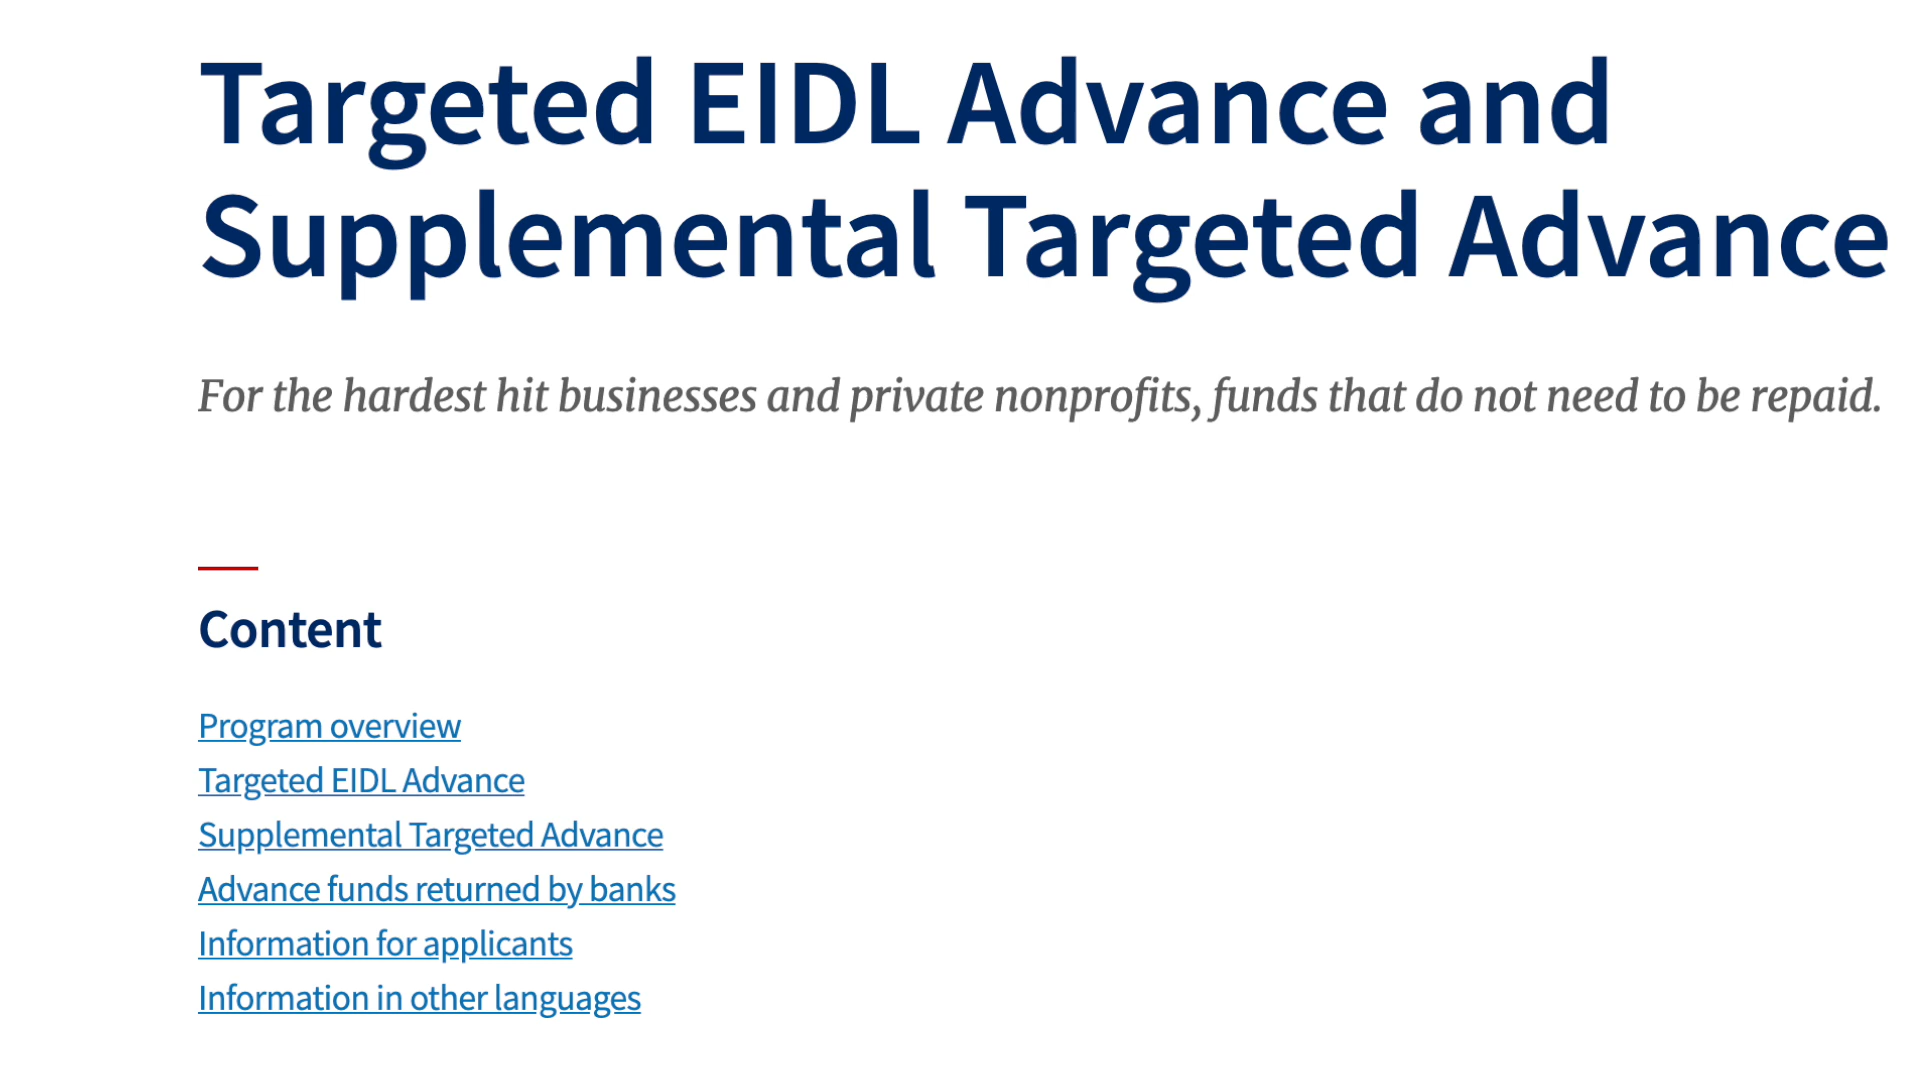 Targeted EIDL Advance and
Supplemental Targeted Advance
For the hardest hit businesses and private nonprofits, funds that do not need to be repaid.
Content
Program overview
Targeted EIDL Advance
Supplemental Targeted Advance
Advance funds returned by banks
Information for applicants
Information in other languages